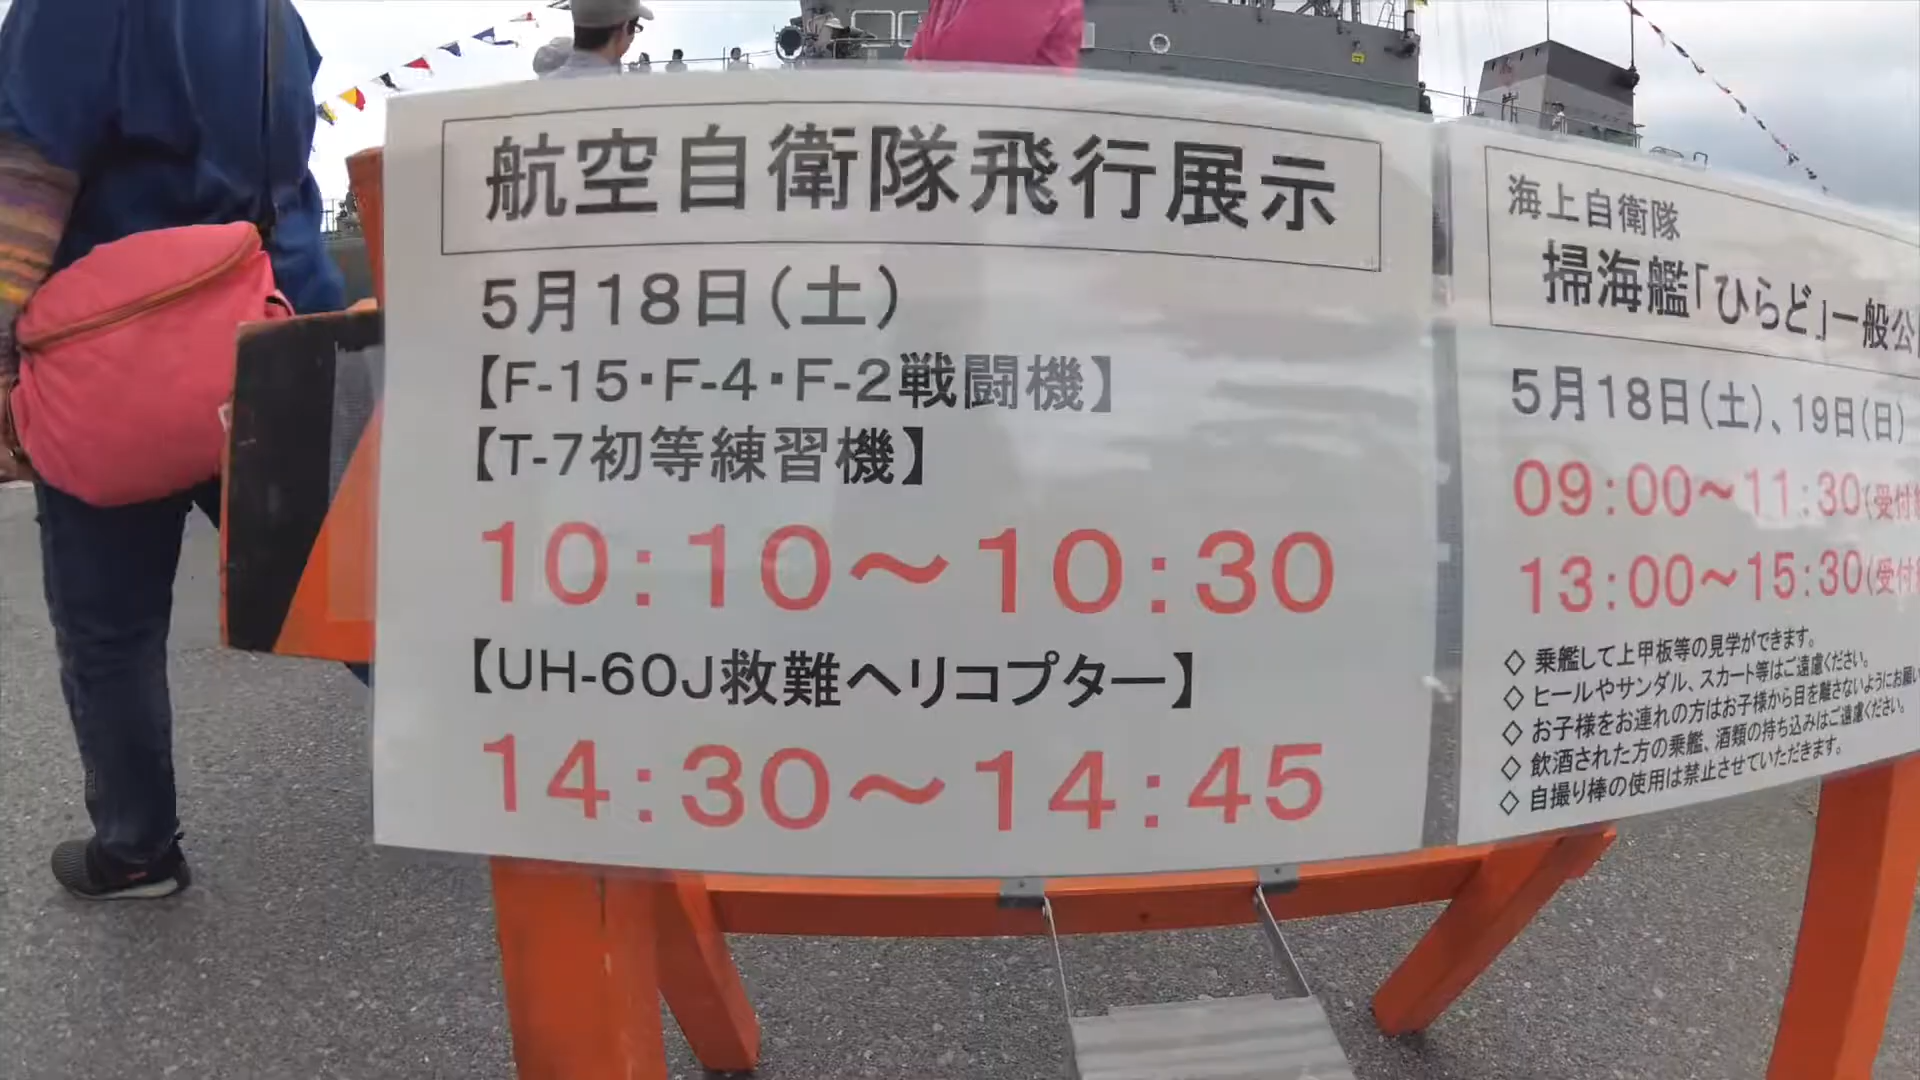 航空自衛隊飛行展示
5月18日(土)
【F-15・F-4・F-2戦闘機】
【T-7初等練習機】
10:10～10:30
【UH-60J救難ヘリコプター】
14:30～14:45
海上自衛隊
掃海艦「ひらど」一般公
5月18日(土)、19日(日)
09:00～11:30(受付
13:00～15:30(受付
◇ 乗艦して上甲板等の見学ができます。
◇ ヒールやサンダル、スカート等はご遠慮ください。
◇ お子様をお連れの方はお子様から目を離さないようにお願い
◇ 飲酒された方の乗艦、酒類の持ち込みはご遠慮ください。
◇ 自撮り棒の使用は禁止させていただきます。